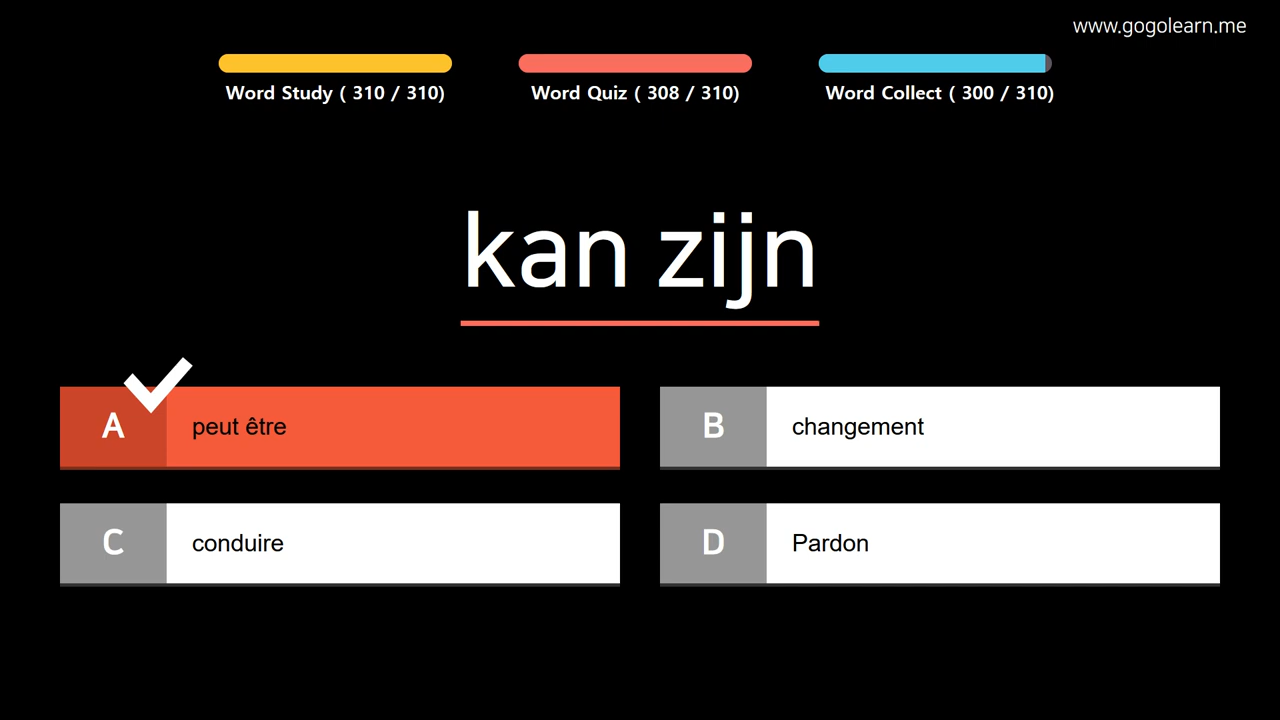 www.gogolearn.me
Word Study ( 310 / 310)
Word Quiz ( 308 / 310)
Word Collect ( 300 / 310)
kan zijn
A peut être
B changement
C conduire
D Pardon